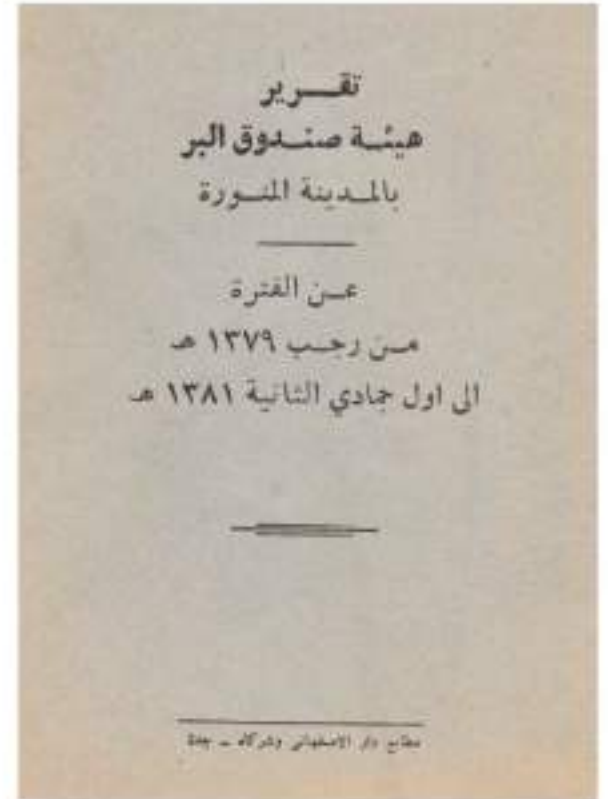 تقرير
هيئة صندوق البر
بالمدينة المنورة
عن الفترة
من رجب ١٣٧٩ هـ
الى اول جمادي الثانية ١٣٨١ هـ
مطابع دار الاصفهاني وشركاه - جدة